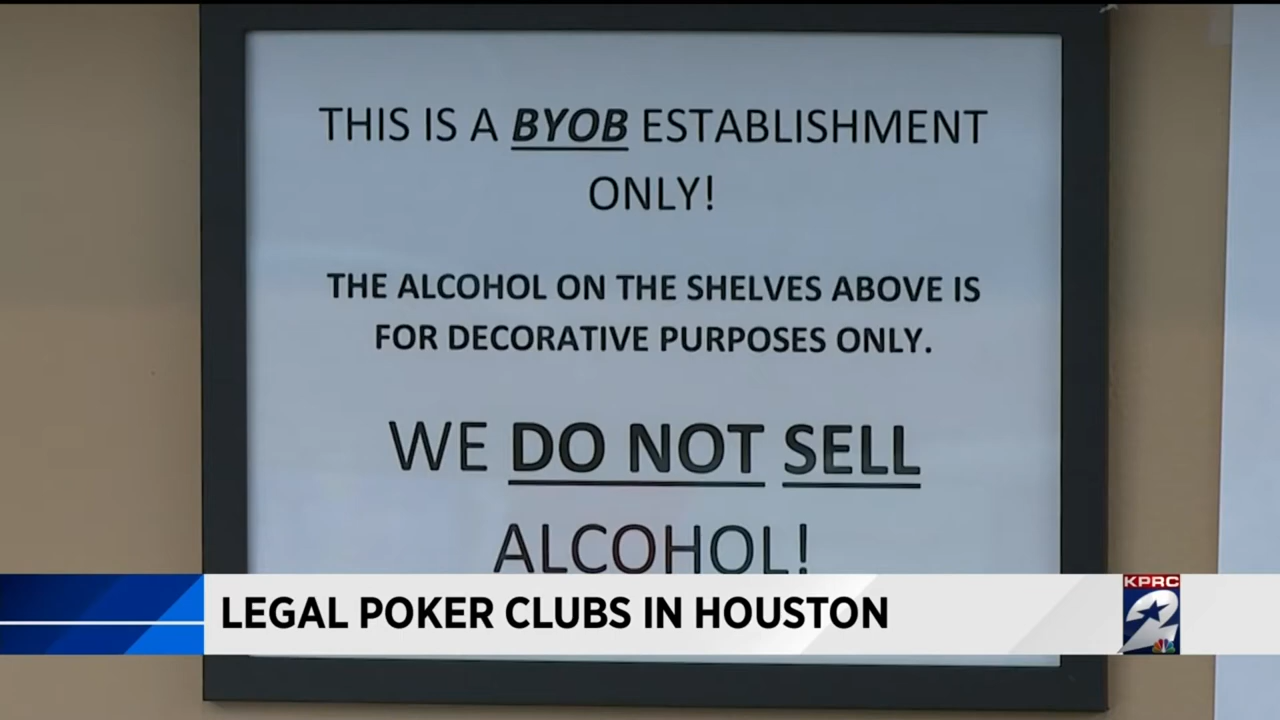 THIS IS A BYOB ESTABLISHMENT
ONLY!
THE ALCOHOL ON THE SHELVES ABOVE IS
FOR DECORATIVE PURPOSES ONLY.
WE DO NOT SELL
ALCOHOL!
LEGAL POKER CLUBS IN HOUSTON
KPRC
2